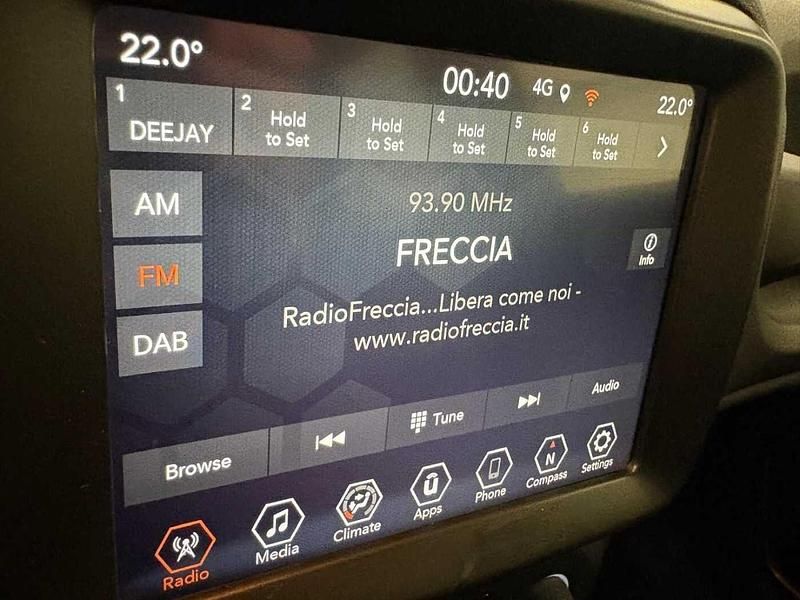 22.0°
00:40
4G
22.0°
1
DEEJAY
2
Hold
to Set
3
Hold
to Set
4
Hold
to Set
5
Hold
to Set
6
Hold
to Set
AM
93.90 MHz
FRECCIA
i
Info
FM
RadioFreccia...Libera come noi -
www.radiofreccia.it
DAB
Browse
Tune
Audio
Radio
Media
Climate
U
Apps
Phone
N
Compass
Settings